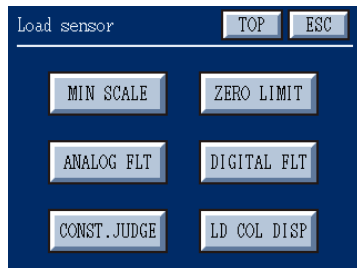 Load sensor TOP ESC
MIN SCALE ZERO LIMIT
ANALOG FLT DIGITAL FLT
CONST.JUDGE LD COL DISP